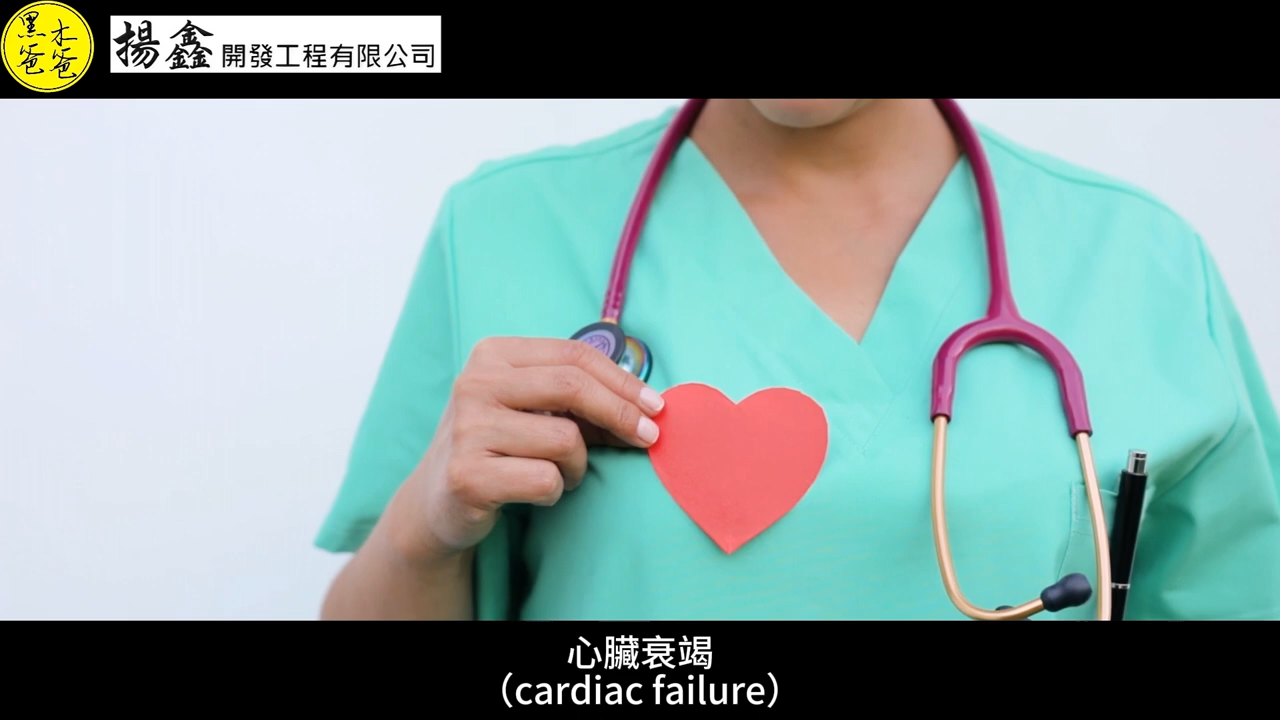 黑木
爸爸
揚鑫開發工程有限公司
心臟衰竭
（cardiac failure）